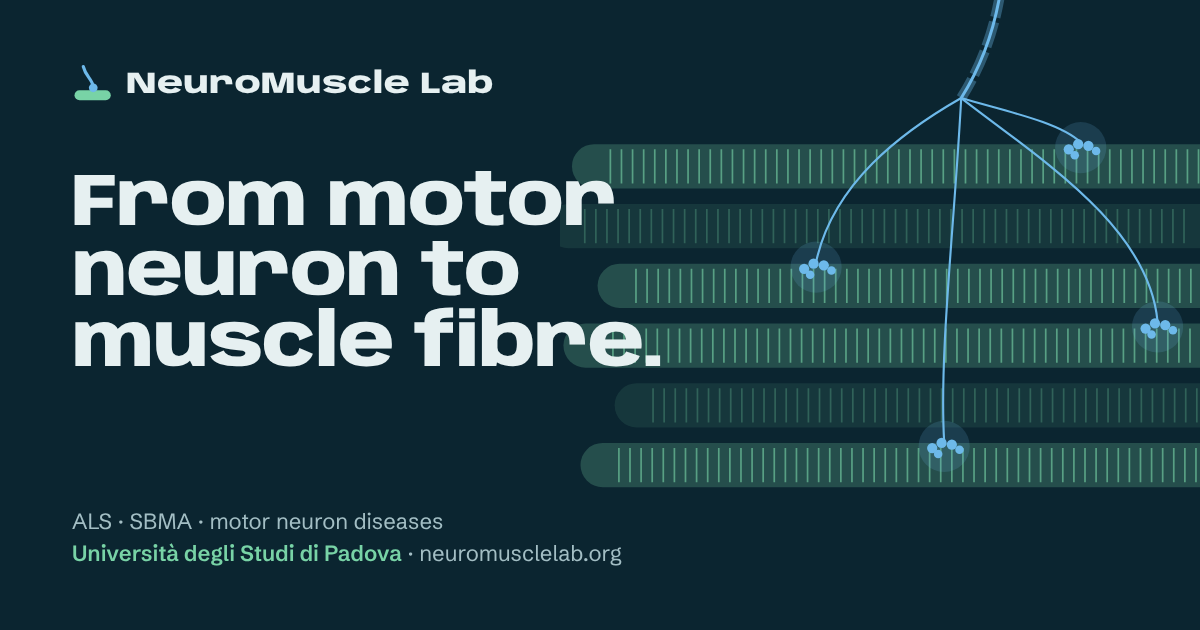 NeuroMuscle Lab
From motor
neuron to
muscle fibre.
ALS · SBMA · motor neuron diseases
Università degli Studi di Padova · neuromusclelab.org